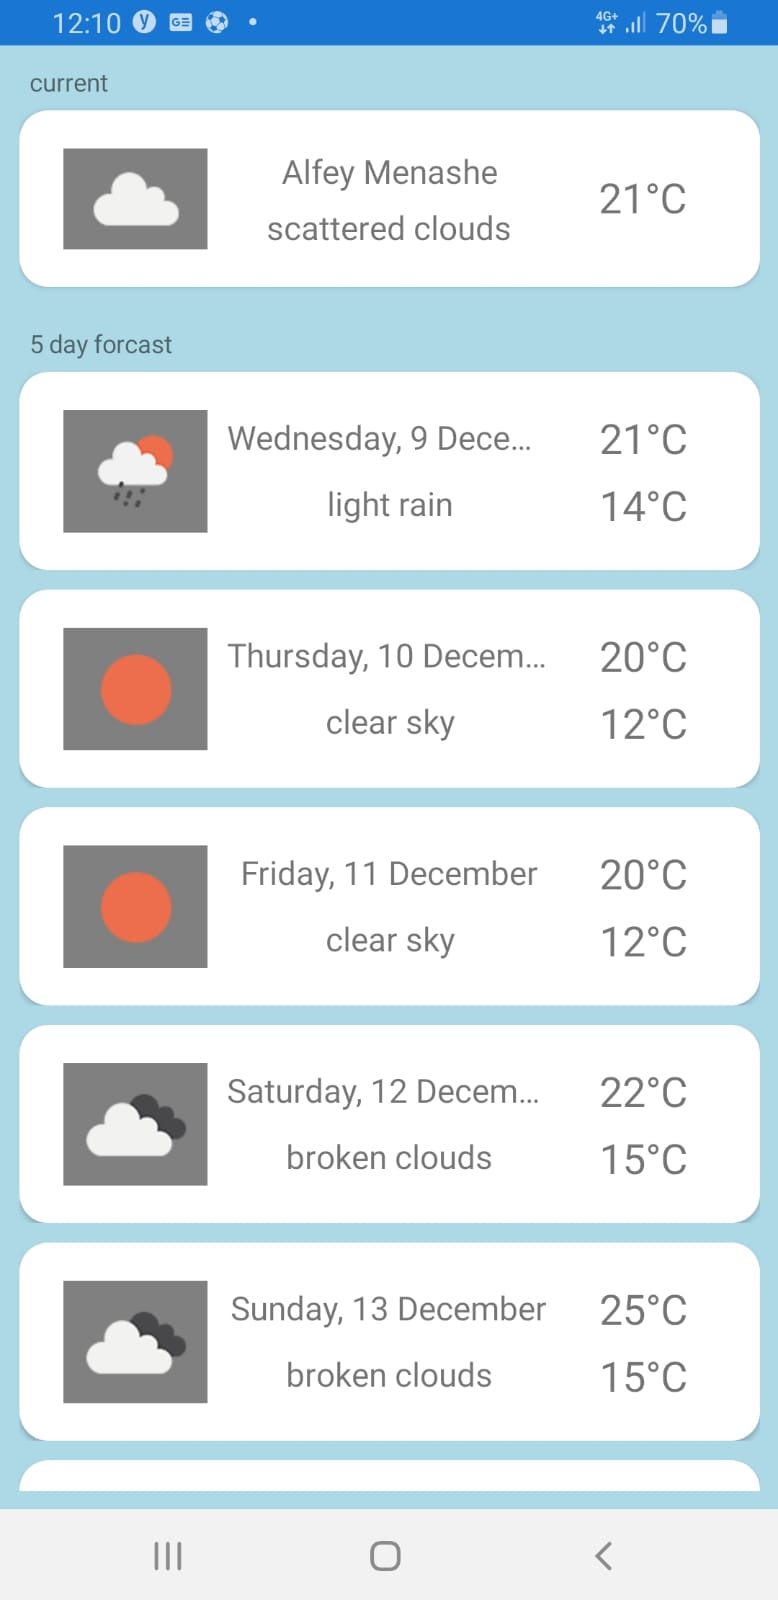 12:10 y GE 4G+ 70%
current
Alfey Menashe
scattered clouds
21°C
5 day forcast
Wednesday, 9 Dece...
light rain
21°C
14°C
Thursday, 10 Decem...
clear sky
20°C
12°C
Friday, 11 December
clear sky
20°C
12°C
Saturday, 12 Decem...
broken clouds
22°C
15°C
Sunday, 13 December
broken clouds
25°C
15°C